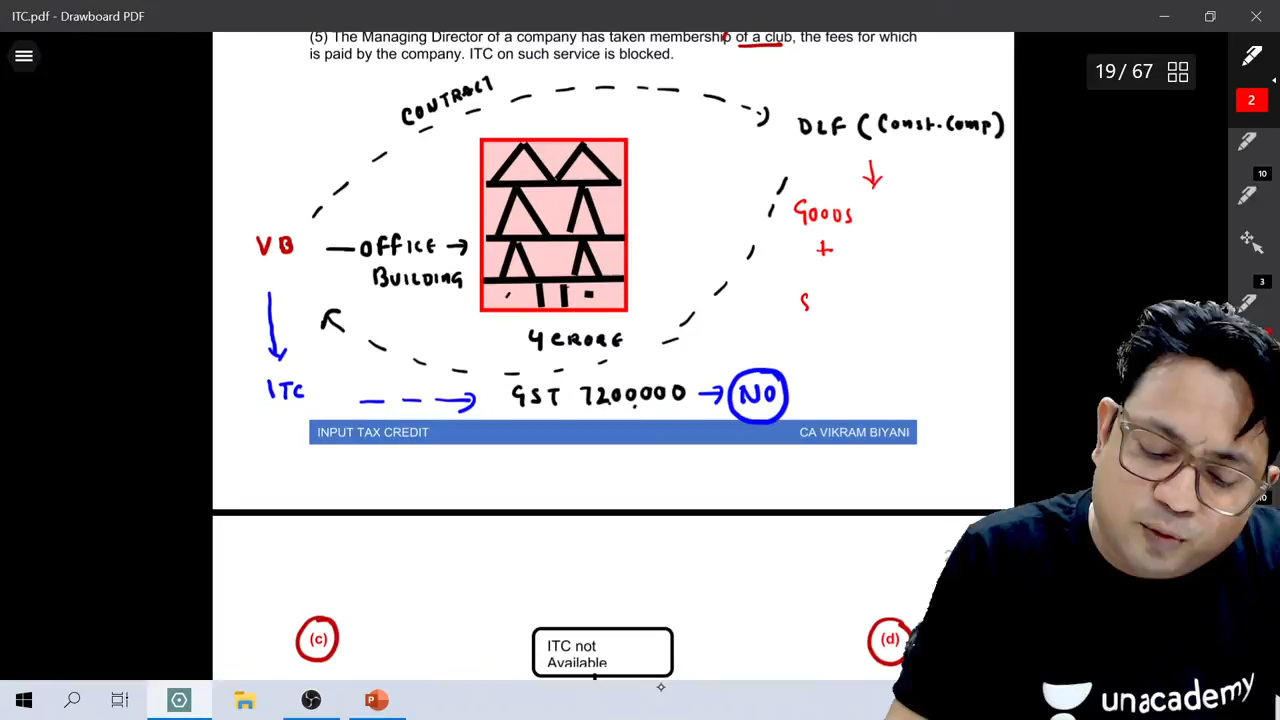 ITC.pdf - Drawboard PDF
(5) The Managing Director of a company has taken membership of a club, the fees for which
is paid by the company. ITC on such service is blocked.
19 / 67
2
CONTRACT
DLF (Const. Comp)
10
GOODS
+
S
VB — OFFICE
BUILDING
3
4 CRORE
ITC
GST 7200000 → NO
INPUT TAX CREDIT
CA VIKRAM BIYANI
(c)
ITC not
Available
(d)
unacademy